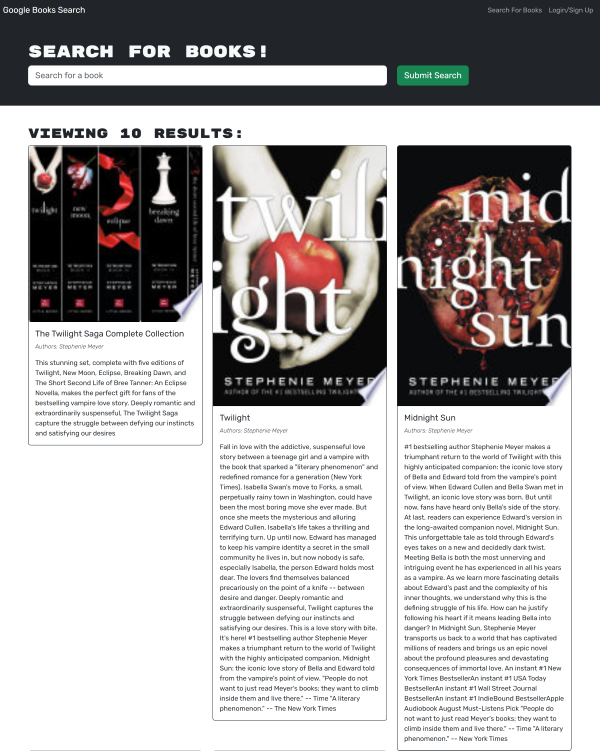 Google Books Search
Search For Books
Login/Sign Up
SEARCH FOR BOOKS!
Search for a book
Submit Search
VIEWING 10 RESULTS:
twilight
new moon
eclipse
breaking dawn
STEPHENIE MEYER
STEPHENIE MEYER
STEPHENIE MEYER
STEPHENIE MEYER
The Twilight Saga Complete Collection
Authors: Stephenie Meyer
This stunning set, complete with five editions of
Twilight, New Moon, Eclipse, Breaking Dawn, and
The Short Second Life of Bree Tanner: An Eclipse
Novella, makes the perfect gift for fans of the
bestselling vampire love story. Deeply romantic and
extraordinarily suspenseful, The Twilight Saga
capture the struggle between defying our instincts
and satisfying our desires
twili
ight
STEPHENIE MEYER
AUTHOR OF THE #1 BESTSELLING TWILIGHT
Twilight
Authors: Stephenie Meyer
Fall in love with the addictive, suspenseful love
story between a teenage girl and a vampire with
the book that sparked a "literary phenomenon" and
redefined romance for a generation (New York
Times). Isabella Swan's move to Forks, a small,
perpetually rainy town in Washington, could have
been the most boring move she ever made. But
once she meets the mysterious and alluring
Edward Cullen, Isabella's life takes a thrilling and
terrifying turn. Up until now, Edward has managed
to keep his vampire identity a secret in the small
community he lives in, but now nobody is safe,
especially Isabella, the person Edward holds most
dear. The lovers find themselves balanced
precariously on the point of a knife -- between
desire and danger. Deeply romantic and
extraordinarily suspenseful, Twilight captures the
struggle between defying our instincts and
satisfying our desires. This is a love story with bite.
It's here! #1 bestselling author Stephenie Meyer
makes a triumphant return to the world of Twilight
with the highly anticipated companion, Midnight
Sun: the iconic love story of Bella and Edward told
from the vampire's point of view. "People do not
want to just read Meyer's books; they want to climb
inside them and live there." -- Time "A literary
phenomenon." -- The New York Times
mid
night
sun
STEPHENIE MEYER
AUTHOR OF THE #1 BESTSELLING TWILIGHT
Midnight Sun
Authors: Stephenie Meyer
#1 bestselling author Stephenie Meyer makes a
triumphant return to the world of Twilight with this
highly anticipated companion: the iconic love story
of Bella and Edward told from the vampire's point
of view. When Edward Cullen and Bella Swan met in
Twilight, an iconic love story was born. But until
now, fans have heard only Bella's side of the story.
At last, readers can experience Edward's version in
the long-awaited companion novel, Midnight Sun.
This unforgettable tale as told through Edward's
eyes takes on a new and decidedly dark twist.
Meeting Bella is both the most unnerving and
intriguing event he has experienced in all his years
as a vampire. As we learn more fascinating details
about Edward's past and the complexity of his
inner thoughts, we understand why this is the
defining struggle of his life. How can he justify
following his heart if it means leading Bella into
danger? In Midnight Sun, Stephenie Meyer
transports us back to a world that has captivated
millions of readers and brings us an epic novel
about the profound pleasures and devastating
consequences of immortal love. An instant #1 New
York Times BestsellerAn instant #1 USA Today
BestsellerAn instant #1 Wall Street Journal
BestsellerAn instant #1 IndieBound BestsellerApple
Audiobook August Must-Listens Pick "People do
not want to just read Meyer's books; they want to
climb inside them and live there." -- Time "A literary
phenomenon." -- New York Times